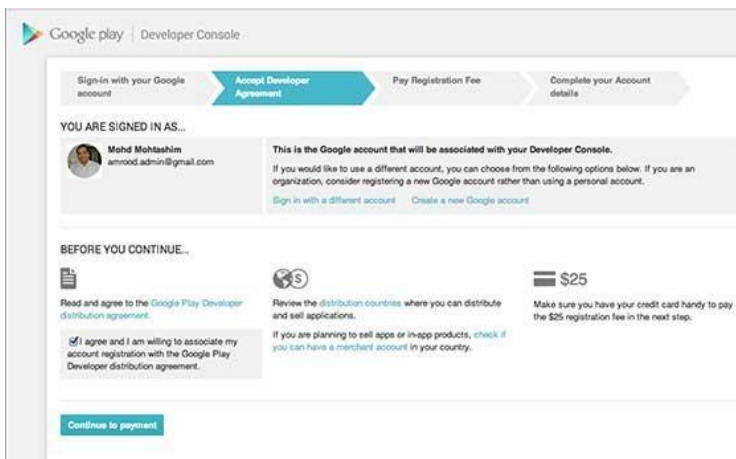 Google play | Developer Console
Sign-in with your Google
account
Accept Developer
Agreement
Pay Registration Fee
Complete your Account
details
YOU ARE SIGNED IN AS...
Mohd Mohtashim
amrood.admin@gmail.com
This is the Google account that will be associated with your Developer Console.
If you would like to use a different account, you can choose from the following options below. If you are an
organization, consider registering a new Google account rather than using a personal account.
Sign in with a different account Create a new Google account
BEFORE YOU CONTINUE...
Read and agree to the Google Play Developer
distribution agreement.
I agree and I am willing to associate my
account registration with the Google Play
Developer distribution agreement.
Review the distribution countries where you can distribute
and sell applications.
If you are planning to sell apps or in-app products, check if
you can have a merchant account in your country.
$25
Make sure you have your credit card handy to pay
the $25 registration fee in the next step.
Continue to payment